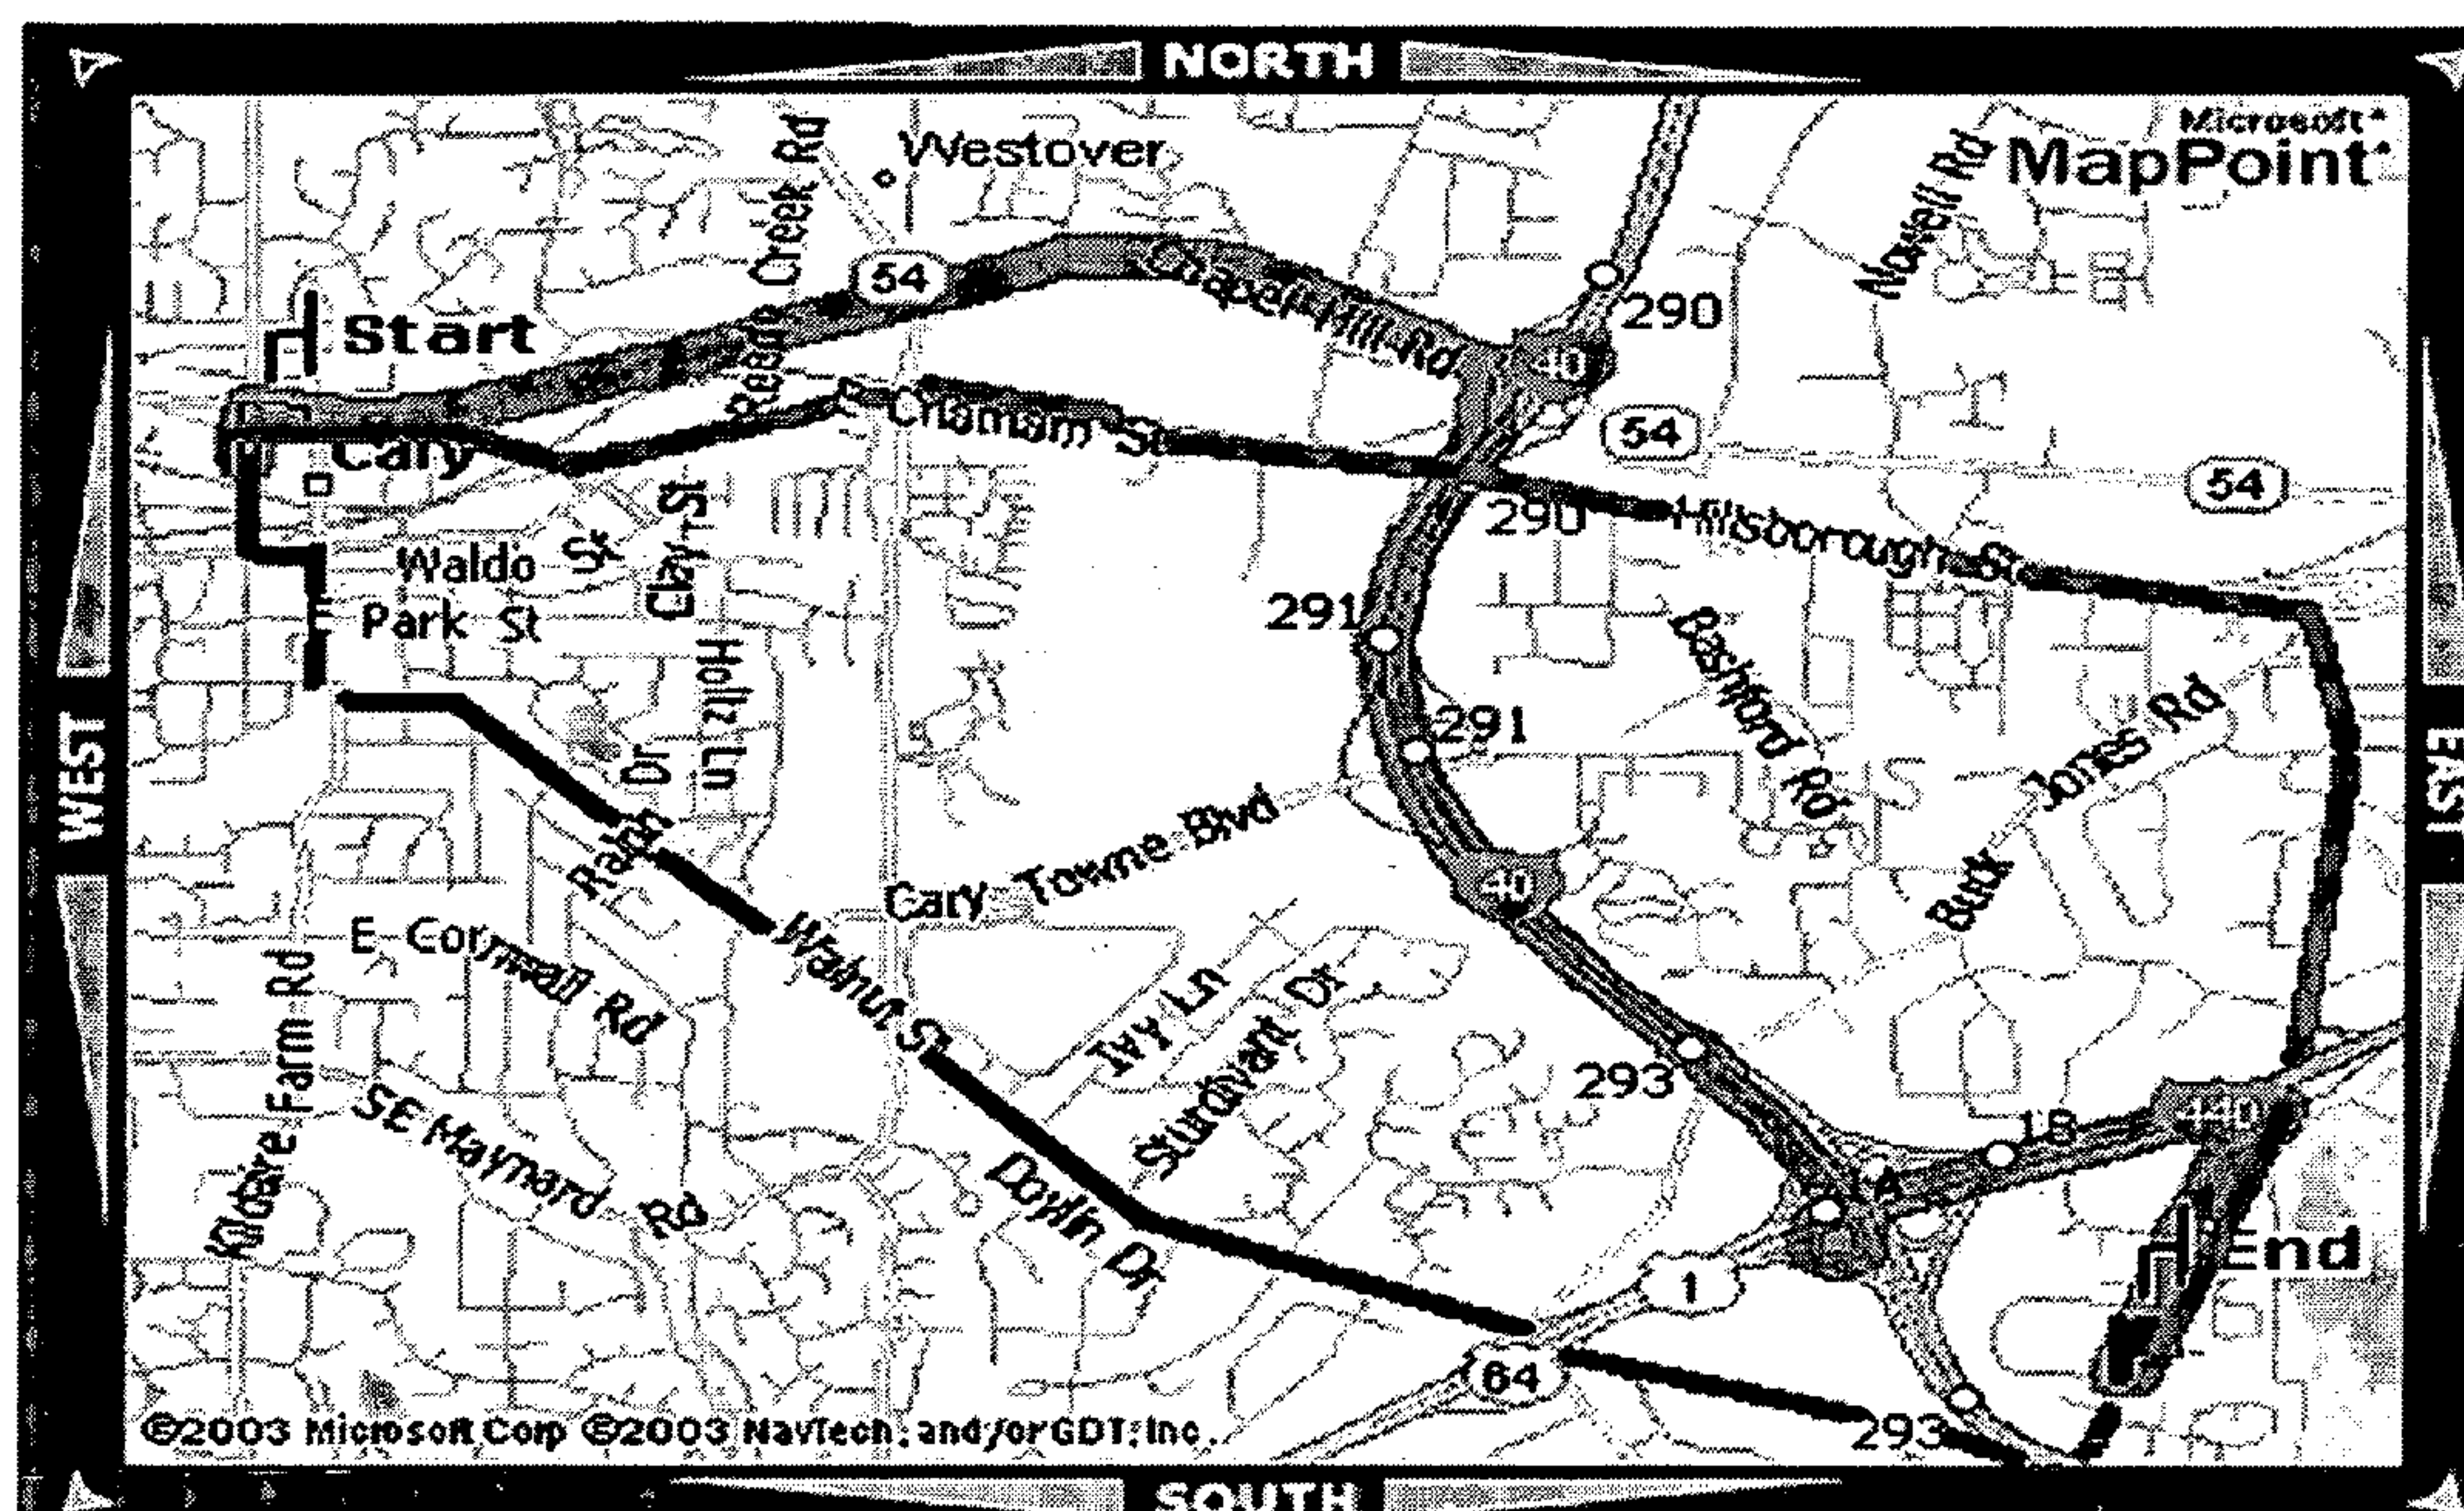 NORTH
Microsoft
MapPoint
Westover
Reedy Creek Rd
Nowell Rd
54
Chapel Hill Rd
290
Start
40
54
Cary
E Chatham St
54
290
Hillsborough St
Waldo St
Clay St
Park St
291
Bashford Rd
Holtz Ln
291
Jones Rd
Buck
WEST
EAST
Ralph Dr
Cary Towne Blvd
40
Walnut St
E Cornwall Rd
Ivy Ln
Sturdivant Dr
Kildare Farm Rd
SE Maynard Rd
293
440
1B
Doylin Dr
1
End
64
293
©2003 Microsoft Corp ©2003 NavTech, and/or GDT, Inc.
SOUTH